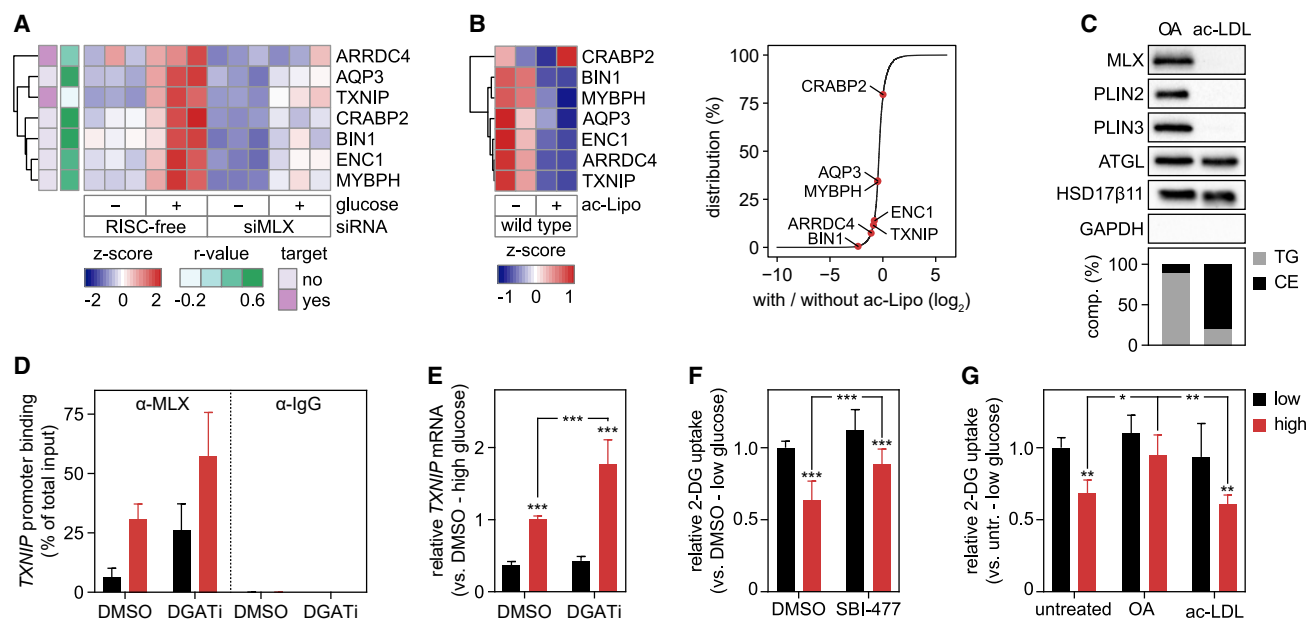 A
ARRDC4
AQP3
TXNIP
CRABP2
BIN1
ENC1
MYBPH
– + – + glucose
RISC-free siMLX siRNA
z-score r-value target
no
yes
-2 0 2 -0.2 0.6
B
CRABP2
BIN1
MYBPH
AQP3
ENC1
ARRDC4
TXNIP
– + ac-Lipo
wild type
z-score
-1 0 1
distribution (%)
100
75
50
25
0
CRABP2
AQP3
MYBPH
ARRDC4
BIN1
ENC1
TXNIP
−10 −5 0 5
with / without ac-Lipo (log2)
C
OA ac-LDL
MLX
PLIN2
PLIN3
ATGL
HSD17β11
GAPDH
comp. (%)
100
50
0
TG
CE
D
TXNIP promoter binding
(% of total input)
75
50
25
0
α-MLX α-IgG
DMSO DGATi DMSO DGATi
E
relative TXNIP mRNA
(vs. DMSO - high glucose)
3
2
1
0
***
***
***
DMSO DGATi
F
relative 2-DG uptake
(vs. DMSO - low glucose)
1.0
0.5
0
***
***
***
DMSO SBI-477
G
relative 2-DG uptake
(vs. untr. - low glucose)
1.0
0.5
0
* **
**
**
untreated OA ac-LDL
low
high